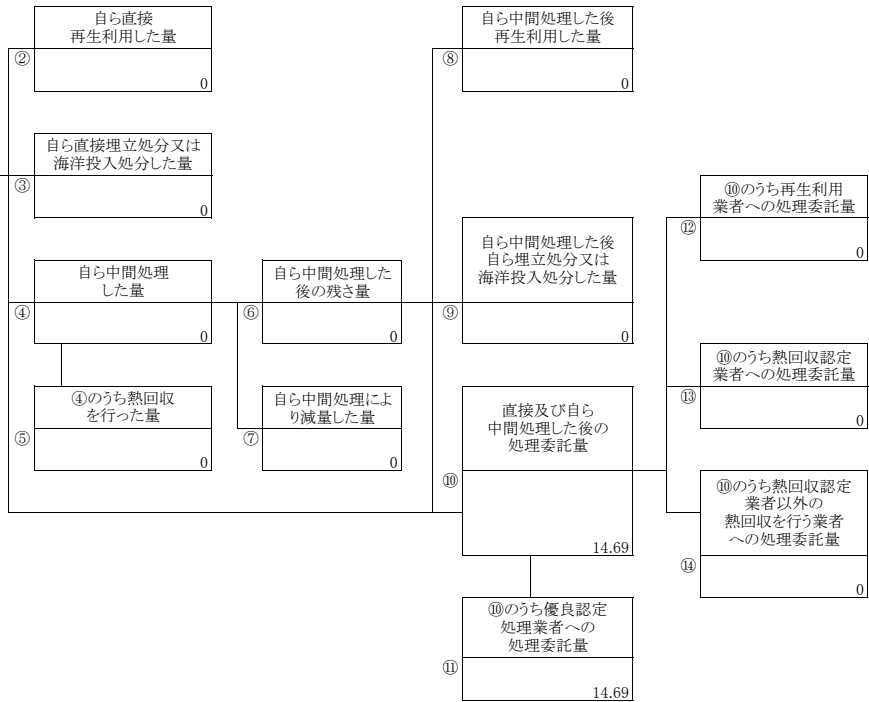 自ら直接
再生利用した量
②
0
自ら直接埋立処分又は
海洋投入処分した量
③
0
自ら中間処理
した量
④
0
④のうち熱回収
を行った量
⑤
0
自ら中間処理した
後の残さ量
⑥
0
自ら中間処理によ
り減量した量
⑦
0
自ら中間処理した後
再生利用した量
⑧
0
自ら中間処理した後
自ら埋立処分又は
海洋投入処分した量
⑨
0
直接及び自ら
中間処理した後の
処理委託量
⑩
14.69
⑩のうち優良認定
処理業者への
処理委託量
⑪
14.69
⑩のうち再生利用
業者への処理委託量
⑫
0
⑩のうち熱回収認定
業者への処理委託量
⑬
0
⑩のうち熱回収認定
業者以外の
熱回収を行う業者
への処理委託量
⑭
0